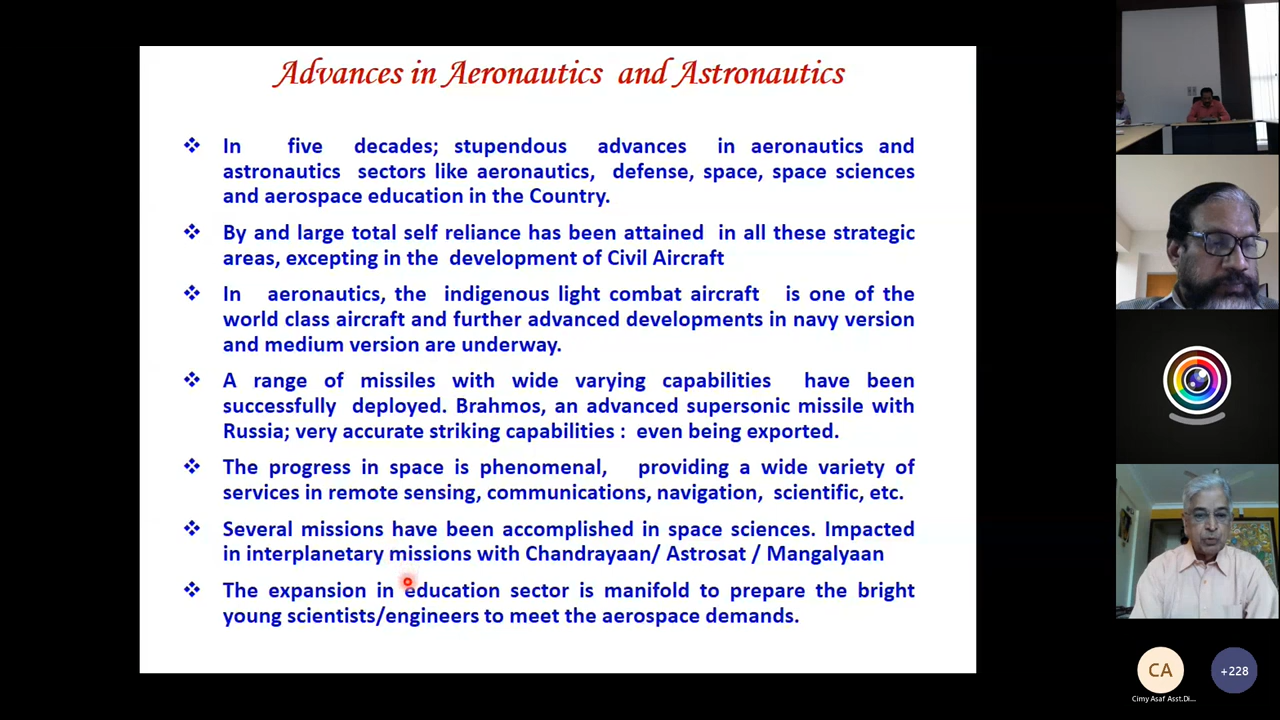 Advances in Aeronautics and Astronautics
❖ In five decades; stupendous advances in aeronautics and
astronautics sectors like aeronautics, defense, space, space sciences
and aerospace education in the Country.
❖ By and large total self reliance has been attained in all these strategic
areas, excepting in the development of Civil Aircraft
❖ In aeronautics, the indigenous light combat aircraft is one of the
world class aircraft and further advanced developments in navy version
and medium version are underway.
❖ A range of missiles with wide varying capabilities have been
successfully deployed. Brahmos, an advanced supersonic missile with
Russia; very accurate striking capabilities : even being exported.
❖ The progress in space is phenomenal, providing a wide variety of
services in remote sensing, communications, navigation, scientific, etc.
❖ Several missions have been accomplished in space sciences. Impacted
in interplanetary missions with Chandrayaan/ Astrosat / Mangalyaan
❖ The expansion in education sector is manifold to prepare the bright
young scientists/engineers to meet the aerospace demands.
CA
+228
Cimy Asaf Asst.Di...